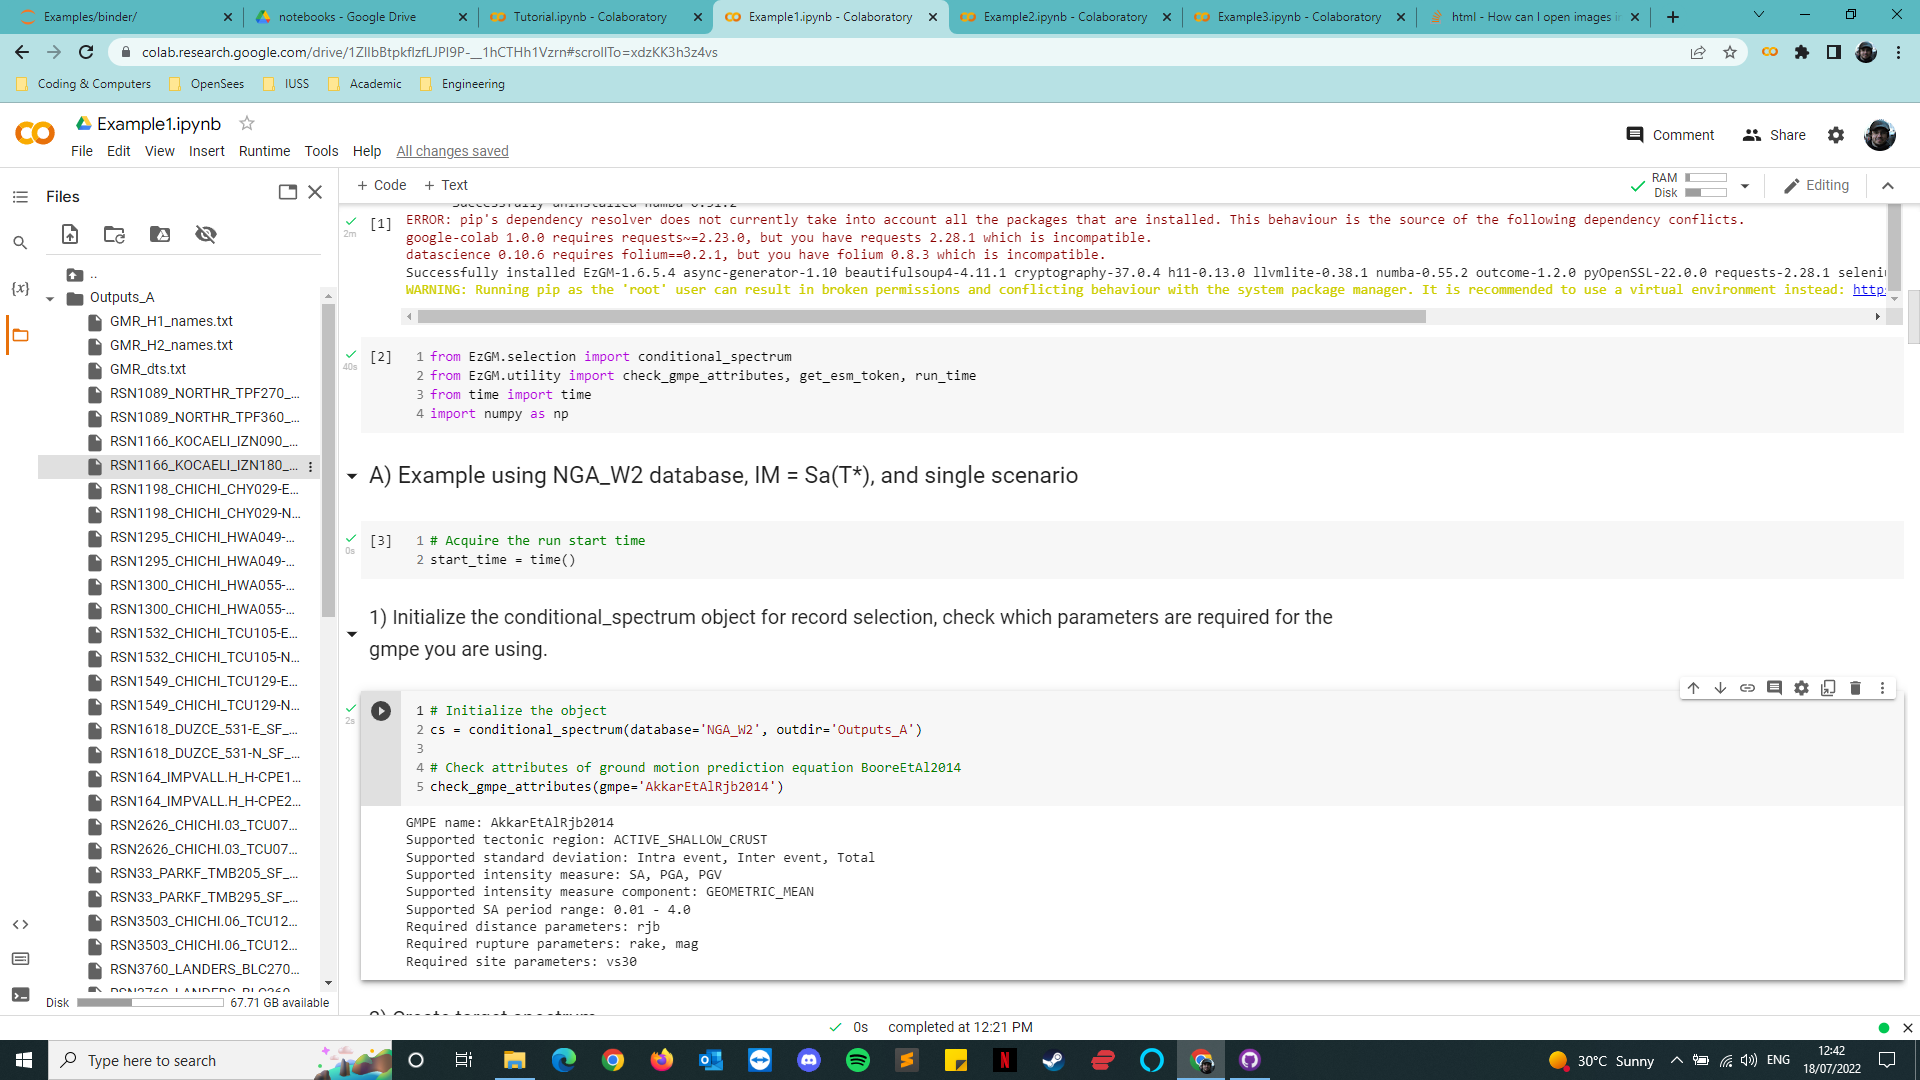 Examples/binder/
notebooks - Google Drive
Tutorial.ipynb - Colaboratory
Example1.ipynb - Colaboratory
Example2.ipynb - Colaboratory
Example3.ipynb - Colaboratory
html - How can I open images i
colab.research.google.com/drive/1ZIIbBtpkflzfLJPI9P-__1hCTHh1Vzrn#scrollTo=xdzKK3h3z4vs
Coding & Computers
OpenSees
IUSS
Academic
Engineering
Example1.ipynb
File Edit View Insert Runtime Tools Help All changes saved
Comment
Share
Files
+ Code + Text
RAM
Disk
Editing
..
Outputs_A
GMR_H1_names.txt
GMR_H2_names.txt
GMR_dts.txt
RSN1089_NORTHR_TPF270_...
RSN1089_NORTHR_TPF360_...
RSN1166_KOCAELI_IZN090_...
RSN1166_KOCAELI_IZN180_...
RSN1198_CHICHI_CHY029-E...
RSN1198_CHICHI_CHY029-N...
RSN1295_CHICHI_HWA049-...
RSN1295_CHICHI_HWA049-...
RSN1300_CHICHI_HWA055-...
RSN1300_CHICHI_HWA055-...
RSN1532_CHICHI_TCU105-E...
RSN1532_CHICHI_TCU105-N...
RSN1549_CHICHI_TCU129-E...
RSN1549_CHICHI_TCU129-N...
RSN1618_DUZCE_531-E_SF_...
RSN1618_DUZCE_531-N_SF_...
RSN164_IMPVALL.H_H-CPE1...
RSN164_IMPVALL.H_H-CPE2...
RSN2626_CHICHI.03_TCU07...
RSN2626_CHICHI.03_TCU07...
RSN33_PARKF_TMB205_SF_...
RSN33_PARKF_TMB295_SF_...
RSN3503_CHICHI.06_TCU12...
RSN3503_CHICHI.06_TCU12...
RSN3760_LANDERS_BLC270...
RSN3760_LANDERS_BLC360...
Disk 67.71 GB available
{x}
2m
[1]
Successfully uninstalled numba-0.51.2
ERROR: pip's dependency resolver does not currently take into account all the packages that are installed. This behaviour is the source of the following dependency conflicts.
google-colab 1.0.0 requires requests~=2.23.0, but you have requests 2.28.1 which is incompatible.
datascience 0.10.6 requires folium==0.2.1, but you have folium 0.8.3 which is incompatible.
Successfully installed EzGM-1.6.5.4 async-generator-1.10 beautifulsoup4-4.11.1 cryptography-37.0.4 h11-0.13.0 llvmlite-0.38.1 numba-0.55.2 outcome-1.2.0 pyOpenSSL-22.0.0 requests-2.28.1 seleni
WARNING: Running pip as the 'root' user can result in broken permissions and conflicting behaviour with the system package manager. It is recommended to use a virtual environment instead: http
40s
[2]
1 from EzGM.selection import conditional_spectrum
2 from EzGM.utility import check_gmpe_attributes, get_esm_token, run_time
3 from time import time
4 import numpy as np
A) Example using NGA_W2 database, IM = Sa(T*), and single scenario
0s
[3]
1 # Acquire the run start time
2 start_time = time()
1) Initialize the conditional_spectrum object for record selection, check which parameters are required for the
gmpe you are using.
2s
1 # Initialize the object
2 cs = conditional_spectrum(database='NGA_W2', outdir='Outputs_A')
3
4 # Check attributes of ground motion prediction equation BooreEtAl2014
5 check_gmpe_attributes(gmpe='AkkarEtAlRjb2014')
GMPE name: AkkarEtAlRjb2014
Supported tectonic region: ACTIVE_SHALLOW_CRUST
Supported standard deviation: Intra event, Inter event, Total
Supported intensity measure: SA, PGA, PGV
Supported intensity measure component: GEOMETRIC_MEAN
Supported SA period range: 0.01 - 4.0
Required distance parameters: rjb
Required rupture parameters: rake, mag
Required site parameters: vs30
2) Create target spectrum
0s completed at 12:21 PM
Type here to search
30°C Sunny
ENG
12:42
18/07/2022